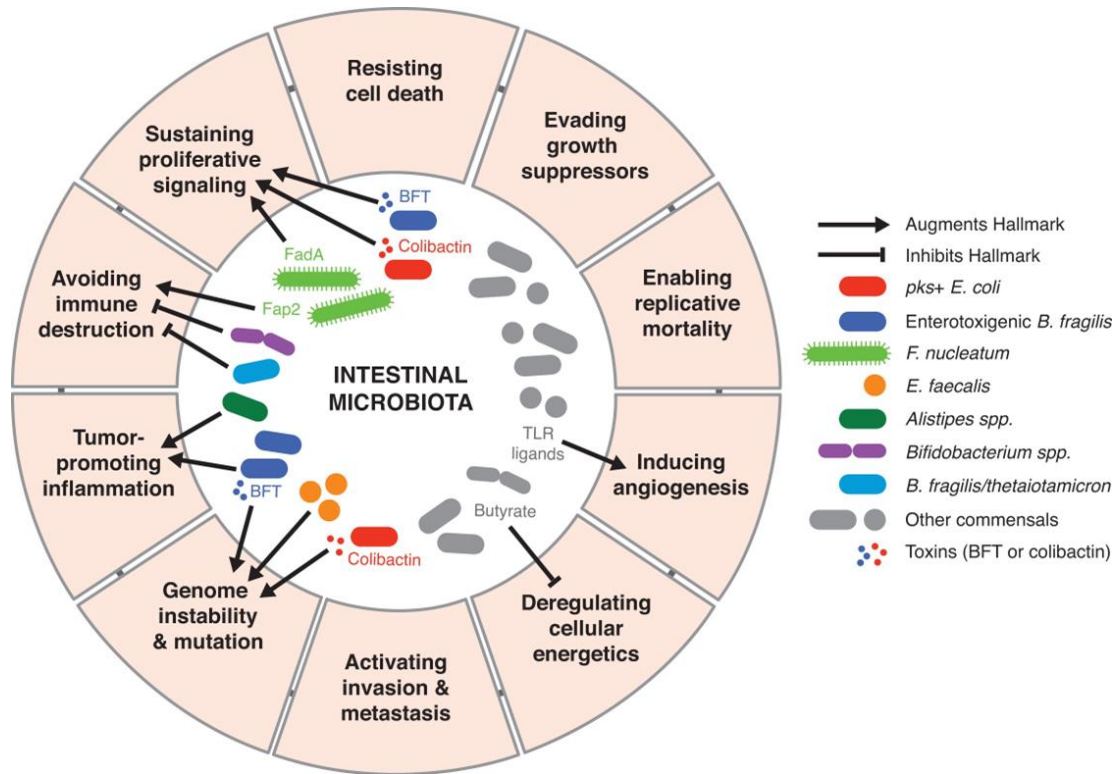 Resisting
cell death
Evading
growth
suppressors
Enabling
replicative
mortality
Inducing
angiogenesis
Deregulating
cellular
energetics
Activating
invasion &
metastasis
Genome
instability
& mutation
Tumor-
promoting
inflammation
Avoiding
immune
destruction
Sustaining
proliferative
signaling
BFT
Colibactin
FadA
Fap2
INTESTINAL
MICROBIOTA
TLR
ligands
Butyrate
BFT
Colibactin
Augments Hallmark
Inhibits Hallmark
pks+ E. coli
Enterotoxigenic B. fragilis
F. nucleatum
E. faecalis
Alistipes spp.
Bifidobacterium spp.
B. fragilis/thetaiotamicron
Other commensals
Toxins (BFT or colibactin)